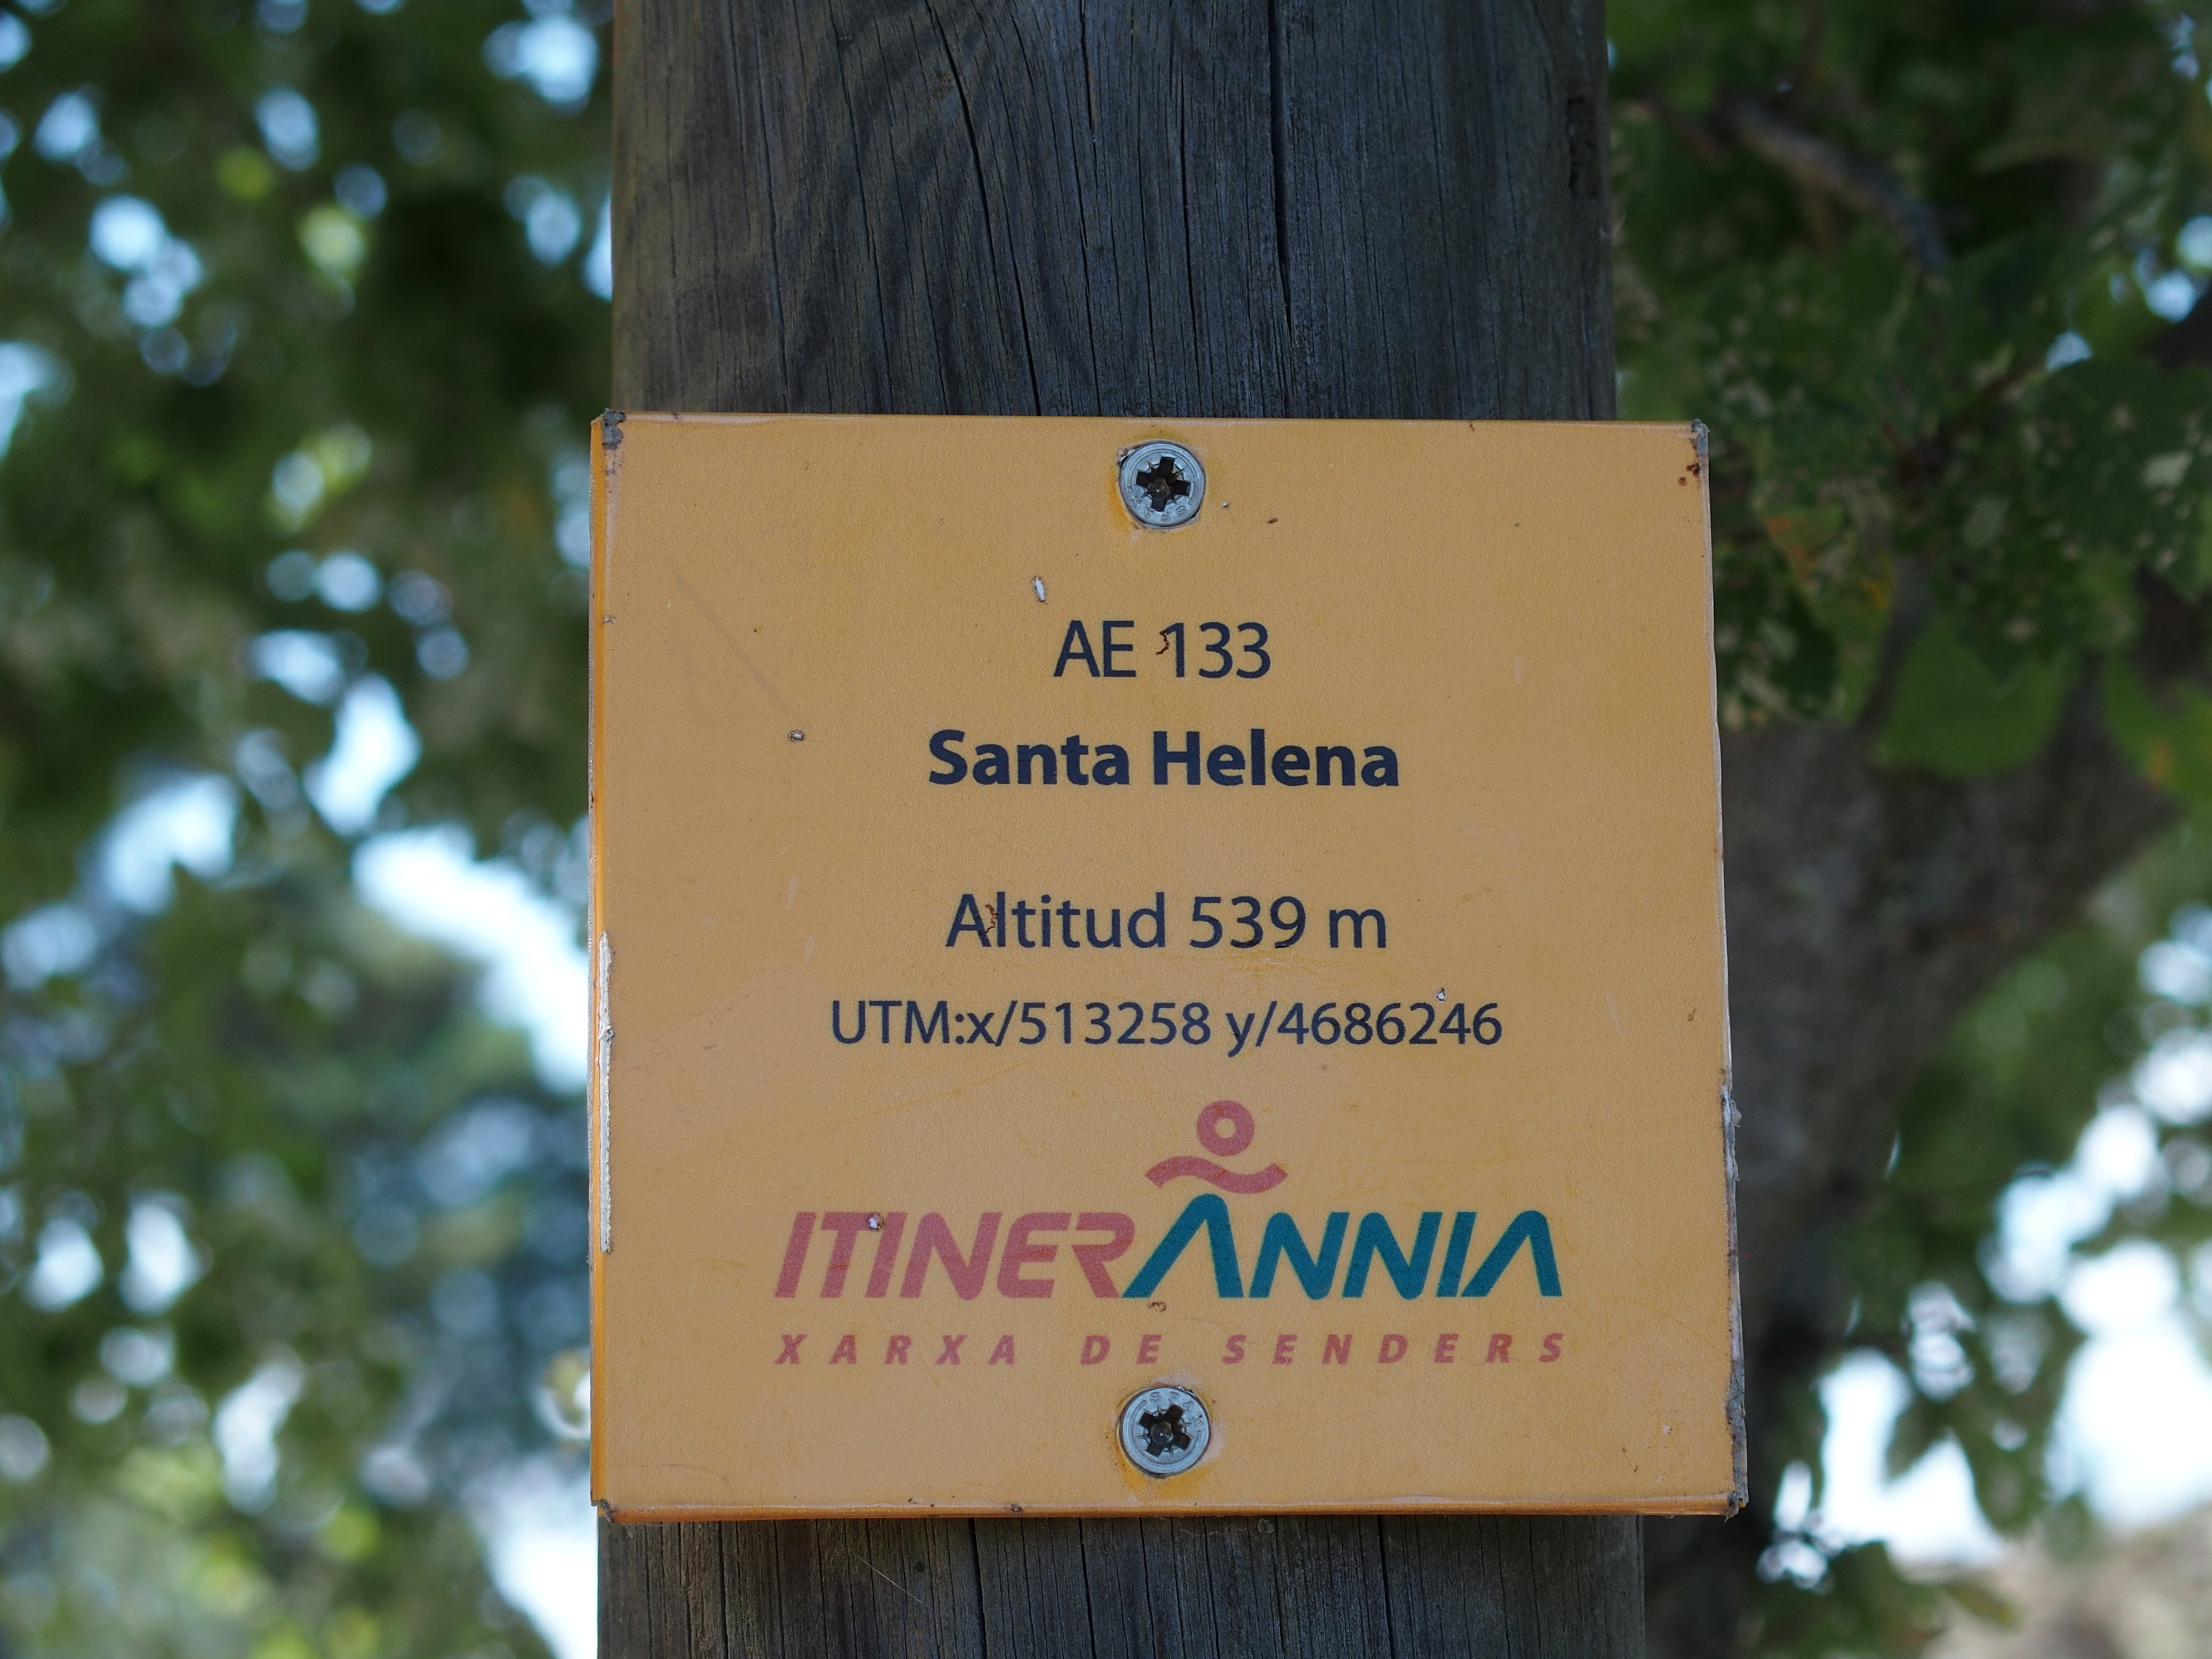 AE 133
Santa Helena
Altitud 539 m
UTM:x/513258 y/4686246
ITINERÀNNIA
XARXA DE SENDERS